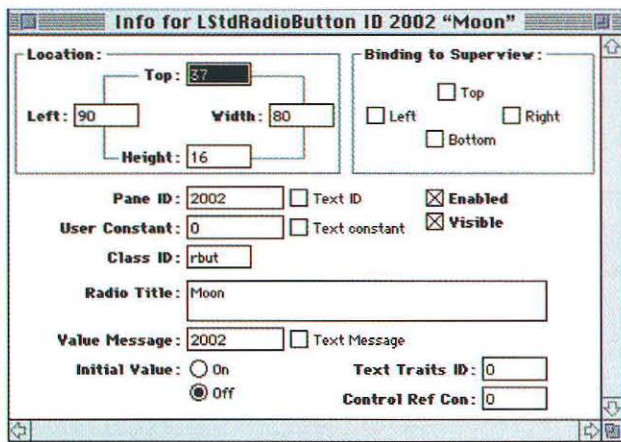 Info for LStdRadioButton ID 2002 “Moon”
Location:
Top: 37
Left: 90
Width: 80
Height: 16
Binding to Superview:
Top
Left
Right
Bottom
Pane ID: 2002
Text ID
Enabled
User Constant: 0
Text constant
Visible
Class ID: rbut
Radio Title: Moon
Value Message: 2002
Text Message
Initial Value: On
Off
Text Traits ID: 0
Control Ref Con: 0